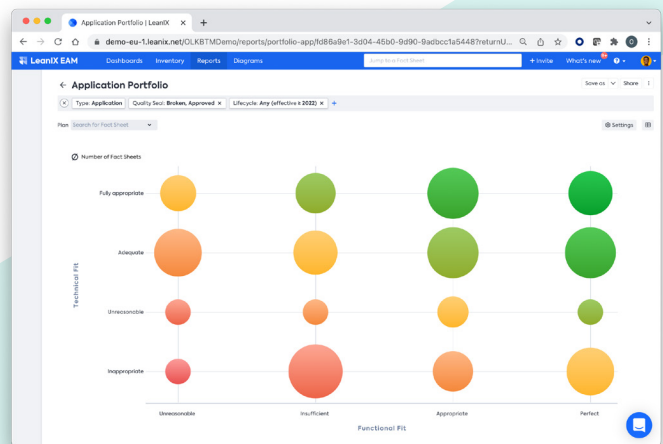 Application Portfolio | LeanIX
demo-eu-1.leanix.net/OLKBTMDemo/reports/portfolio-app/fd86a9e1-3d04-45b0-9d90-9adbcc1a5448?returnU...
LeanIX EAM Dashboards Inventory Reports Diagrams Jump to a Fact Sheet + Invite What's new
← Application Portfolio Save as Share
Type: Application Quality Seal: Broken, Approved × Lifecycle: Any (effective it 2022) × +
Plan Search for Fact Sheet Settings
Ø Number of Fact Sheets
Fully appropriate
Adequate
Technical Fit
Unreasonable
Inappropriate
Unreasonable Insufficient Appropriate Perfect
Functional Fit